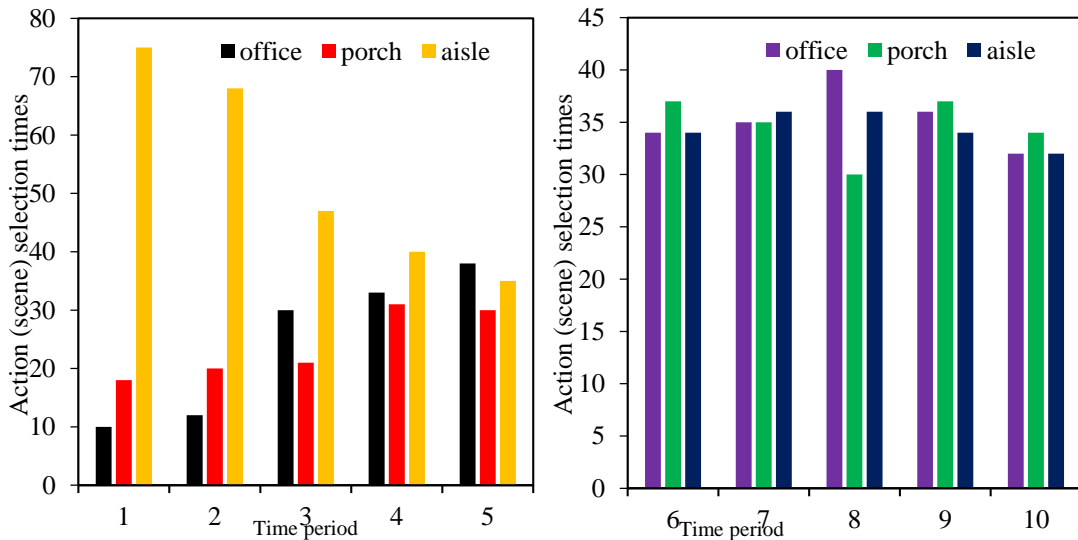 Action (scene) selection times
80
70
60
50
40
30
20
10
0
office porch aisle
1 2 3 4 5
Time period
Action (scene) selection times
45
40
35
30
25
20
15
10
5
0
office porch aisle
6 7 8 9 10
Time period